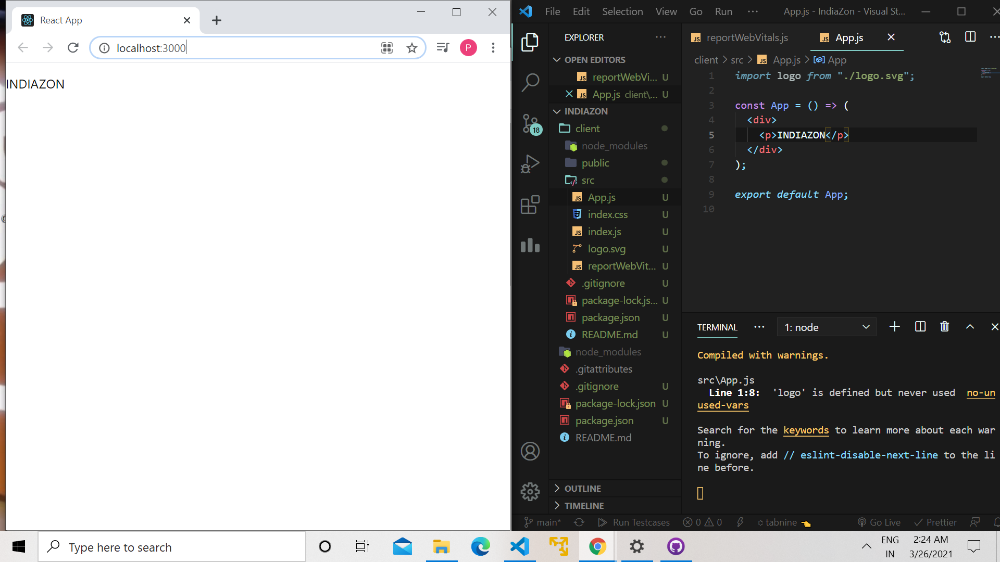 React App
localhost:3000
P
INDIAZON
File Edit Selection View Go Run ··· App.js - IndiaZon - Visual St...
EXPLORER ···
OPEN EDITORS
JS reportWebVi... U
JS App.js client\... U
INDIAZON
client
node_modules
public
src
JS App.js U
index.css U
JS index.js U
logo.svg U
JS reportWebVit... U
.gitignore U
package-lock.js... U
package.json U
README.md U
node_modules
.gitattributes
.gitignore U
package-lock.json U
package.json U
README.md
OUTLINE
TIMELINE
18
JS reportWebVitals.js JS App.js
client > src > JS App.js > App
1 import logo from "./logo.svg";
2
3 const App = () => (
4 <div>
5 <p>INDIAZON</p>
6 </div>
7 );
8
9 export default App;
10
TERMINAL ··· 1: node
Compiled with warnings.
src\App.js
Line 1:8: 'logo' is defined but never used no-un
used-vars
Search for the keywords to learn more about each war
ning.
To ignore, add // eslint-disable-next-line to the li
ne before.
main* Run Testcases 0 0 tabnine Go Live Prettier
Type here to search
ENG
IN
2:24 AM
3/26/2021